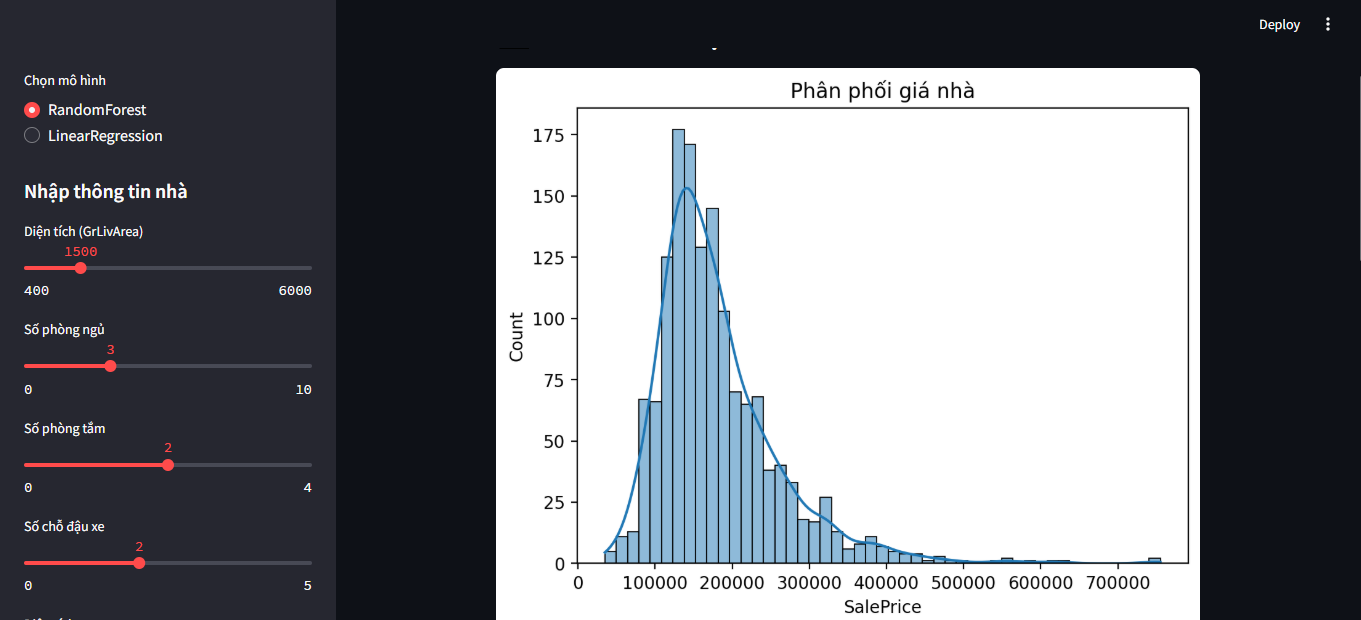 Deploy
Chọn mô hình
RandomForest
LinearRegression
Nhập thông tin nhà
Diện tích (GrLivArea)
1500
400 6000
Số phòng ngủ
3
0 10
Số phòng tắm
2
0 4
Số chỗ đậu xe
2
0 5
Phân phối giá nhà
175
150
125
100
75
50
25
0
Count
0 100000 200000 300000 400000 500000 600000 700000
SalePrice